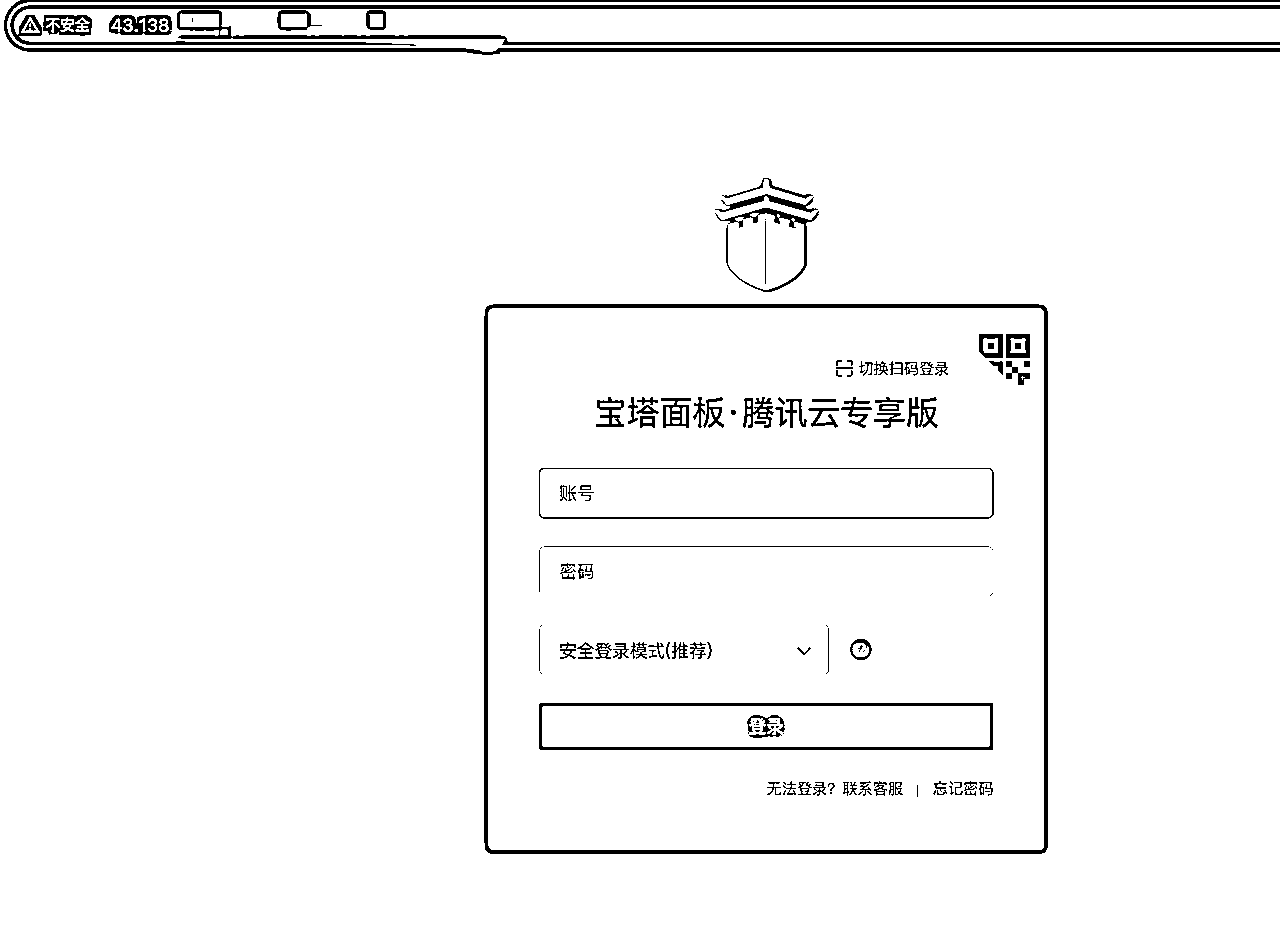 不安全 43.138
切换扫码登录
宝塔面板·腾讯云专享版
账号
密码
安全登录模式(推荐)
登录
无法登录? 联系客服 | 忘记密码